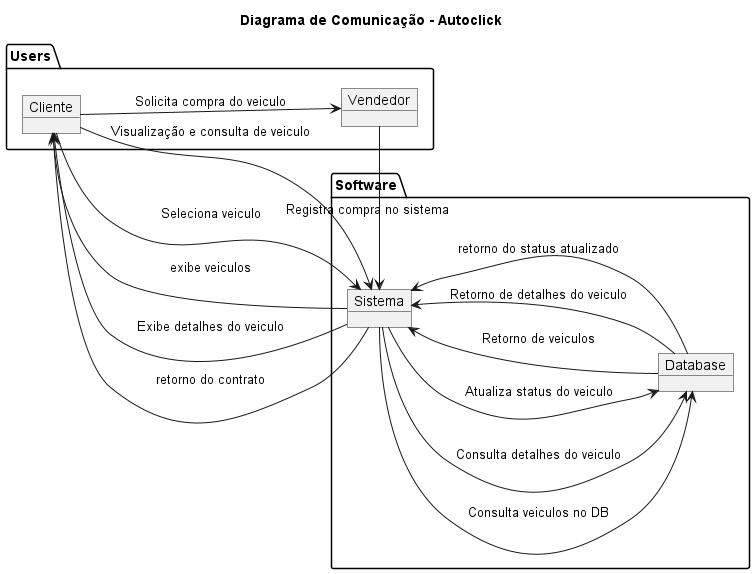 Diagrama de Comunicação - Autoclick
Users
Cliente
Solicita compra do veiculo
Vendedor
Visualização e consulta de veiculo
Software
Seleciona veiculo
Registra compra no sistema
retorno do status atualizado
exibe veiculos
Retorno de detalhes do veiculo
Sistema
Exibe detalhes do veiculo
Retorno de veiculos
Database
retorno do contrato
Atualiza status do veiculo
Consulta detalhes do veiculo
Consulta veiculos no DB